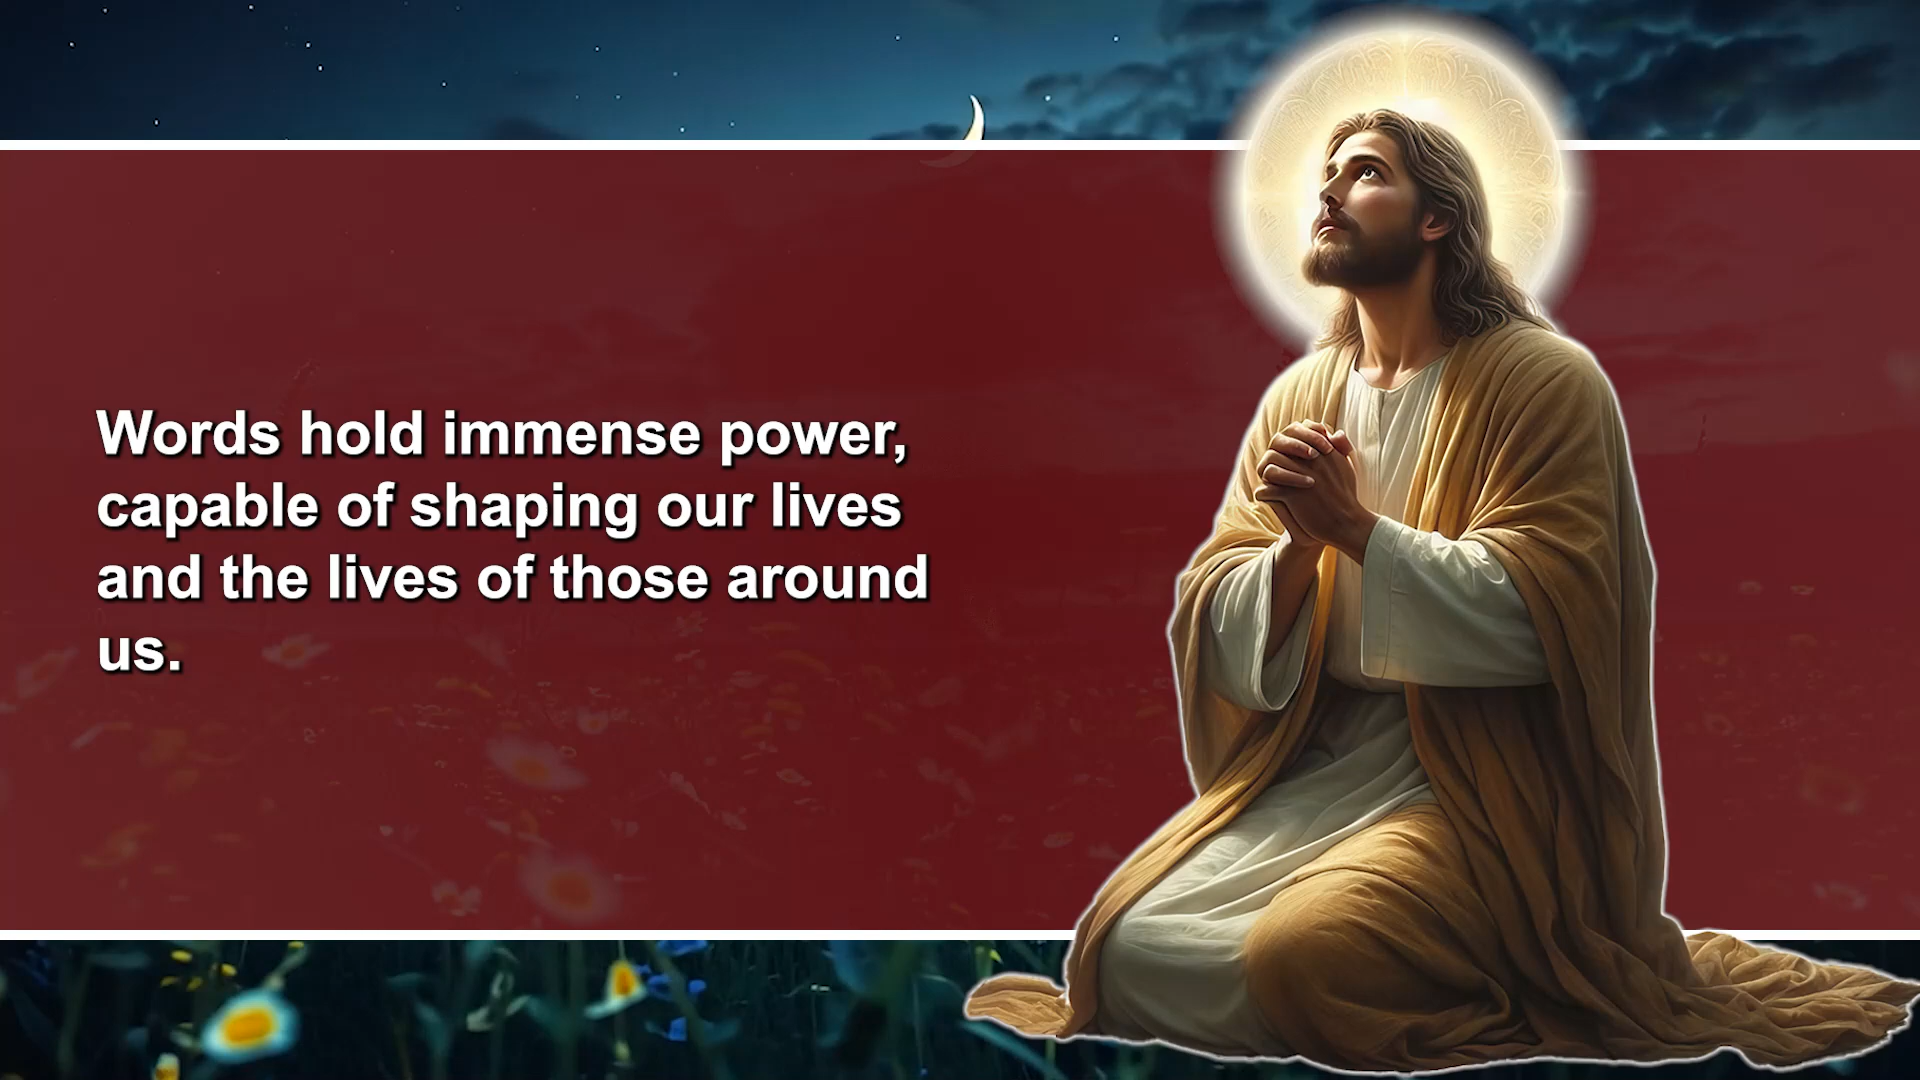 Words hold immense power,
capable of shaping our lives
and the lives of those around
us.